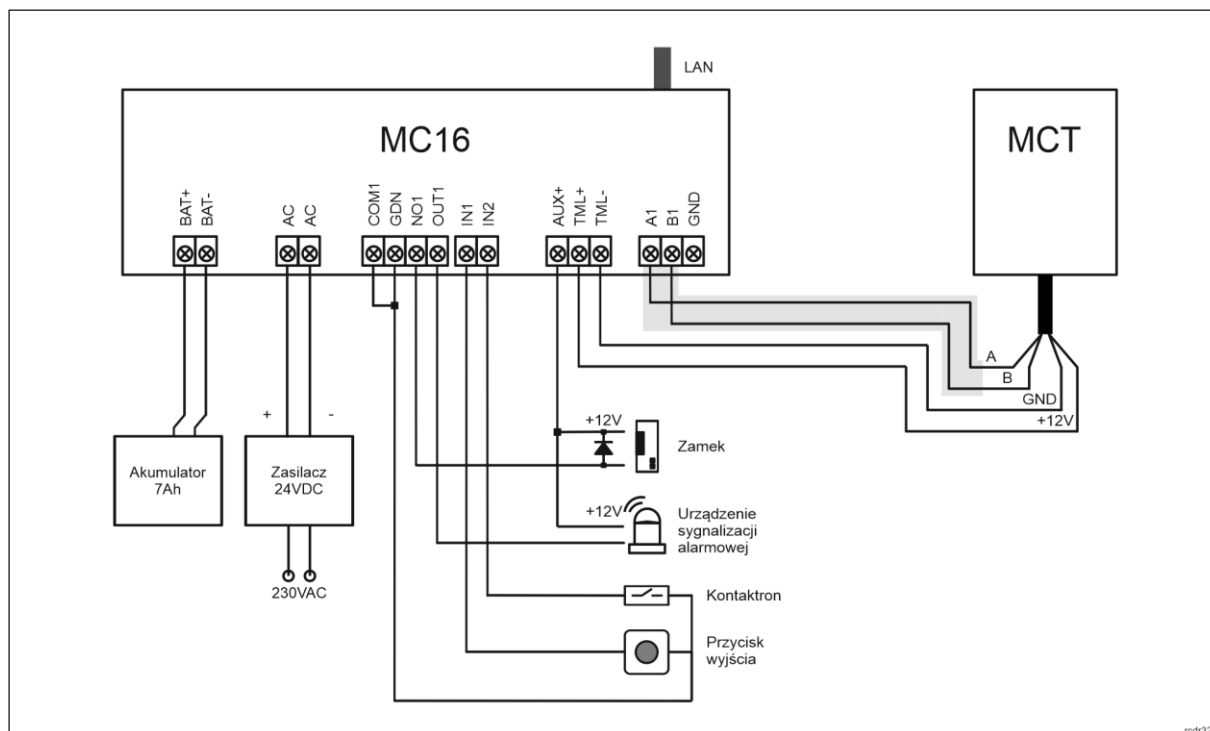 LAN
MC16
MCT
BAT+
BAT-
AC
AC
COM1
GDN
NO1
OUT1
IN1
IN2
AUX+
TML+
TML-
A1
B1
GND
A
B
GND
+12V
+
-
Akumulator
7Ah
Zasilacz
24VDC
230VAC
+12V
Zamek
+12V
Urządzenie
sygnalizacji
alarmowej
Kontaktron
Przycisk
wyjścia